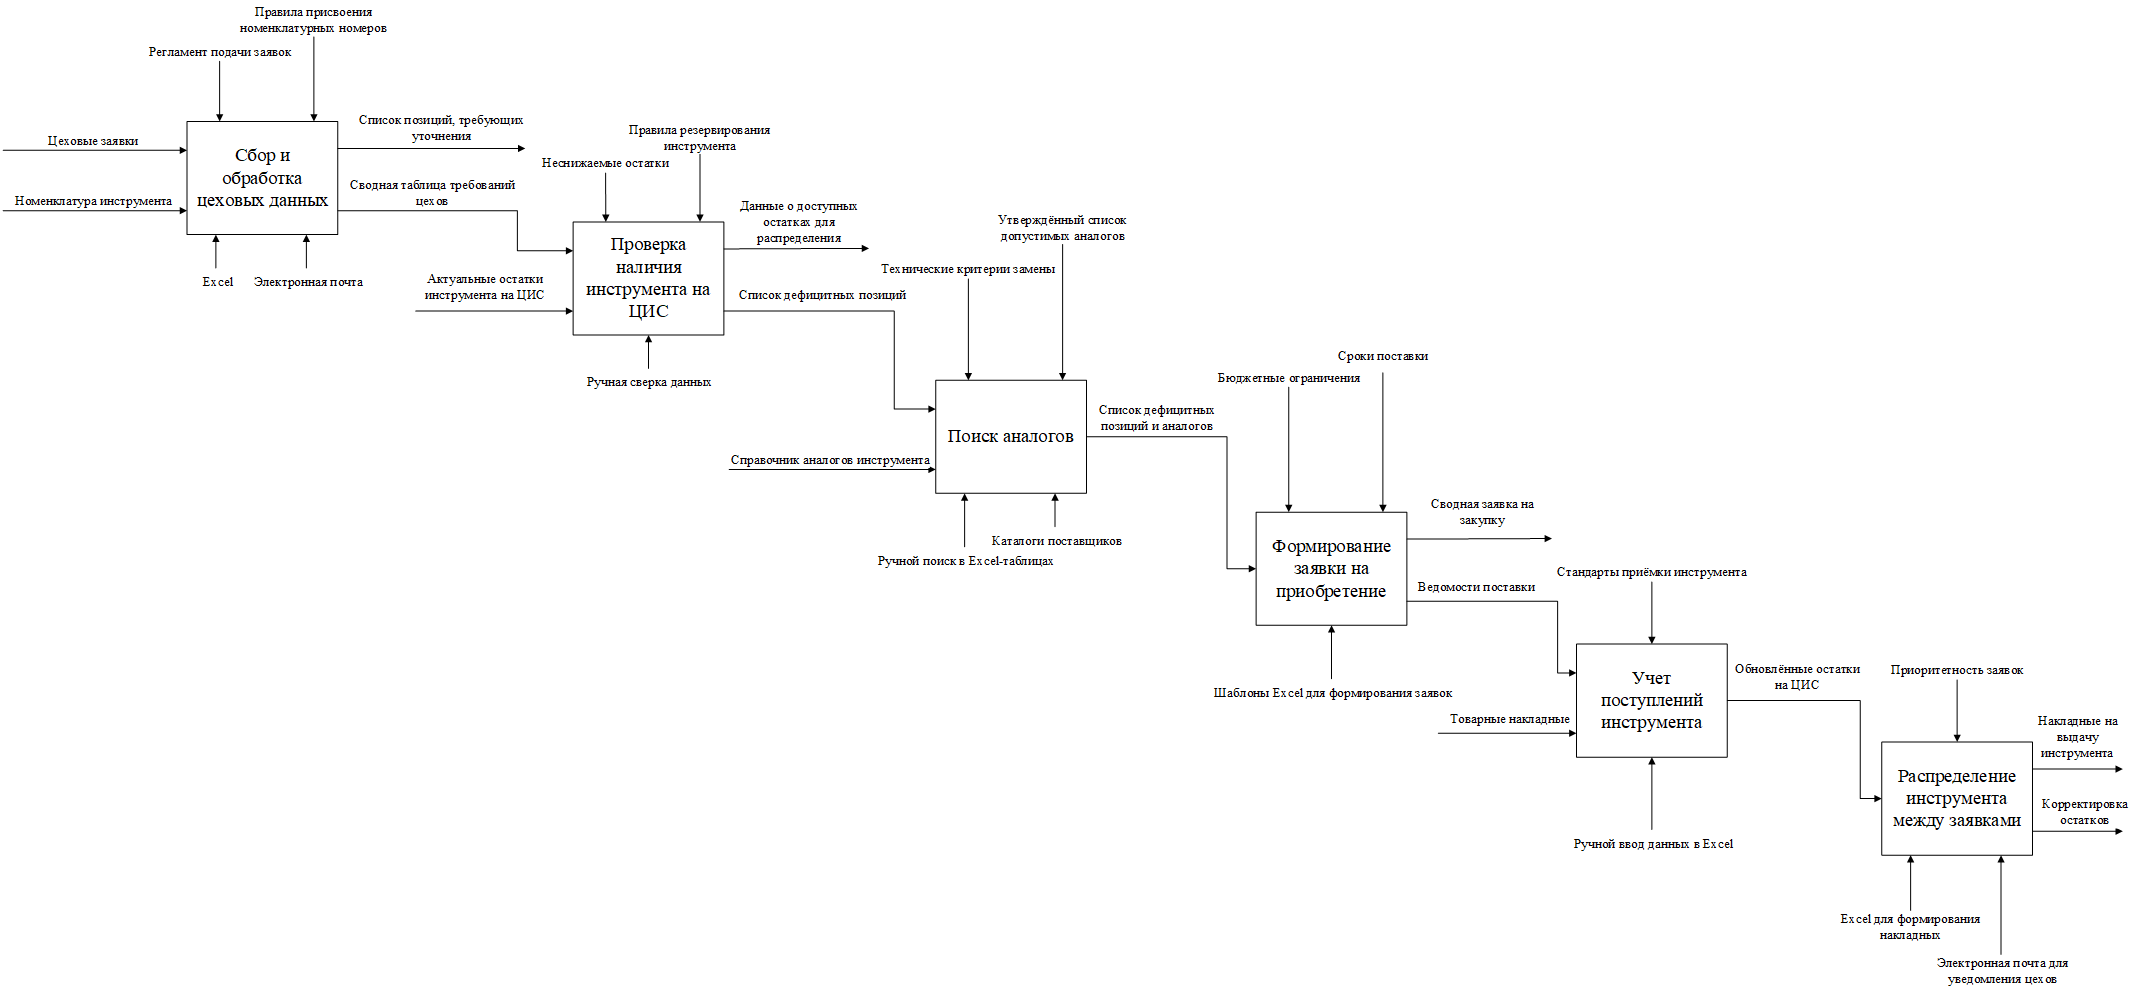 Правила присвоения
номенклатурных номеров
Регламент подачи заявок
Цеховые заявки
Номенклатура инструмента
Сбор и
обработка
цеховых данных
Excel
Электронная почта
Список позиций, требующих
уточнения
Сводная таблица требований
цехов
Неснижаемые остатки
Правила резервирования
инструмента
Актуальные остатки
инструмента на ЦИС
Проверка
наличия
инструмента на
ЦИС
Ручная сверка данных
Данные о доступных
остатках для
распределения
Список дефицитных позиций
Технические критерии замены
Утверждённый список
допустимых аналогов
Справочник аналогов инструмента
Поиск аналогов
Ручной поиск в Excel-таблицах
Каталоги поставщиков
Список дефицитных
позиций и аналогов
Бюджетные ограничения
Сроки поставки
Формирование
заявки на
приобретение
Шаблоны Excel для формирования заявок
Сводная заявка на
закупку
Ведомости поставки
Стандарты приёмки инструмента
Товарные накладные
Учет
поступлений
инструмента
Ручной ввод данных в Excel
Обновлённые остатки
на ЦИС
Приоритетность заявок
Распределение
инструмента
между заявками
Накладные на
выдачу
инструмента
Корректировка
остатков
Excel для формирования
накладных
Электронная почта для
уведомления цехов